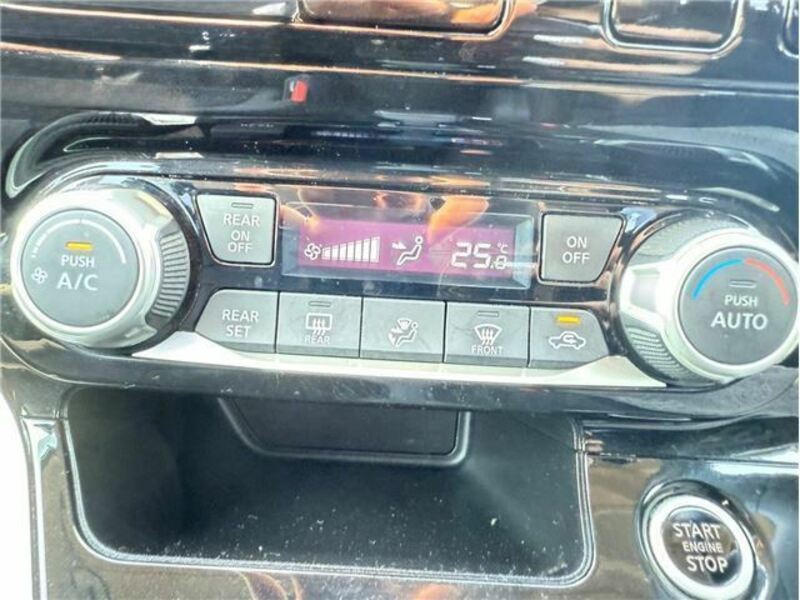 REAR
ON
OFF
25.0
°C
ON
OFF
PUSH
A/C
PUSH
AUTO
REAR
SET
REAR
FRONT
START
ENGINE
STOP